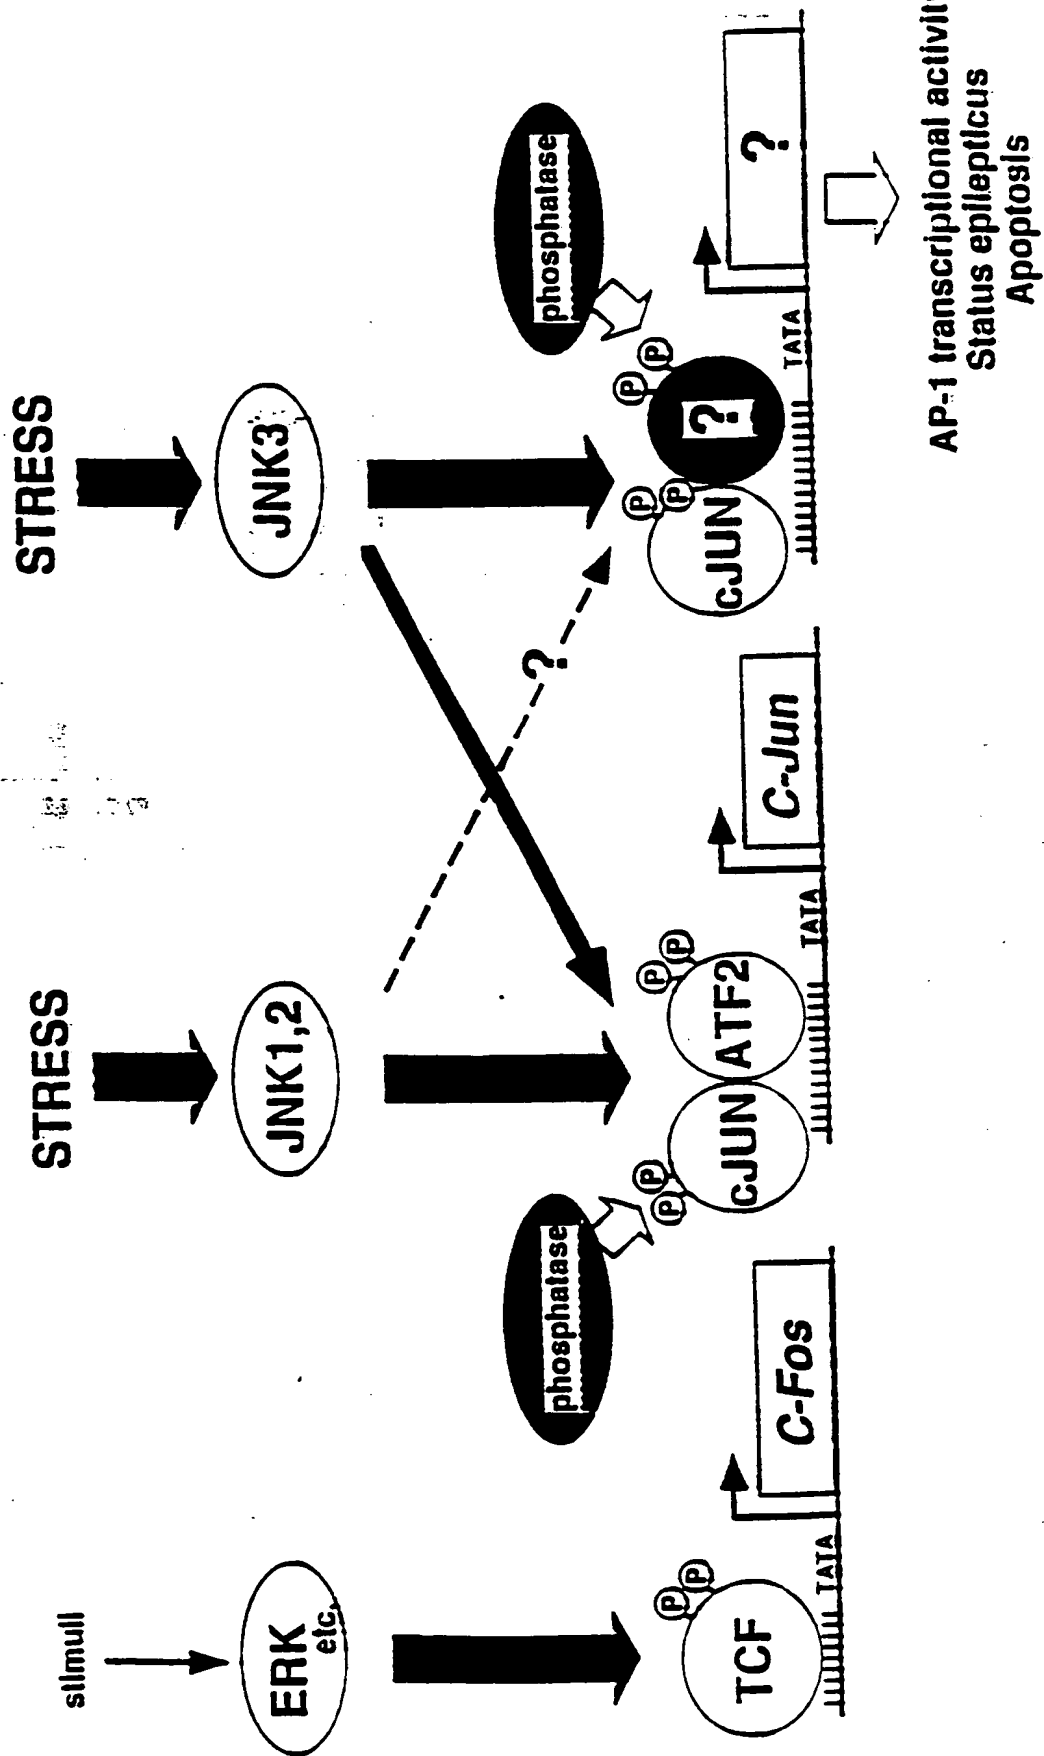 stimuli
STRESS
STRESS
ERK
etc.
JNK1,2
JNK3
?
phosphatase
phosphatase
P P
P P
P P
P P
P P
TCF
cJUN
ATF2
cJUN
?
TATA
C-Fos
TATA
C-Jun
TATA
?
AP-1 transcriptional activit
Status epilepticus
Apoptosis